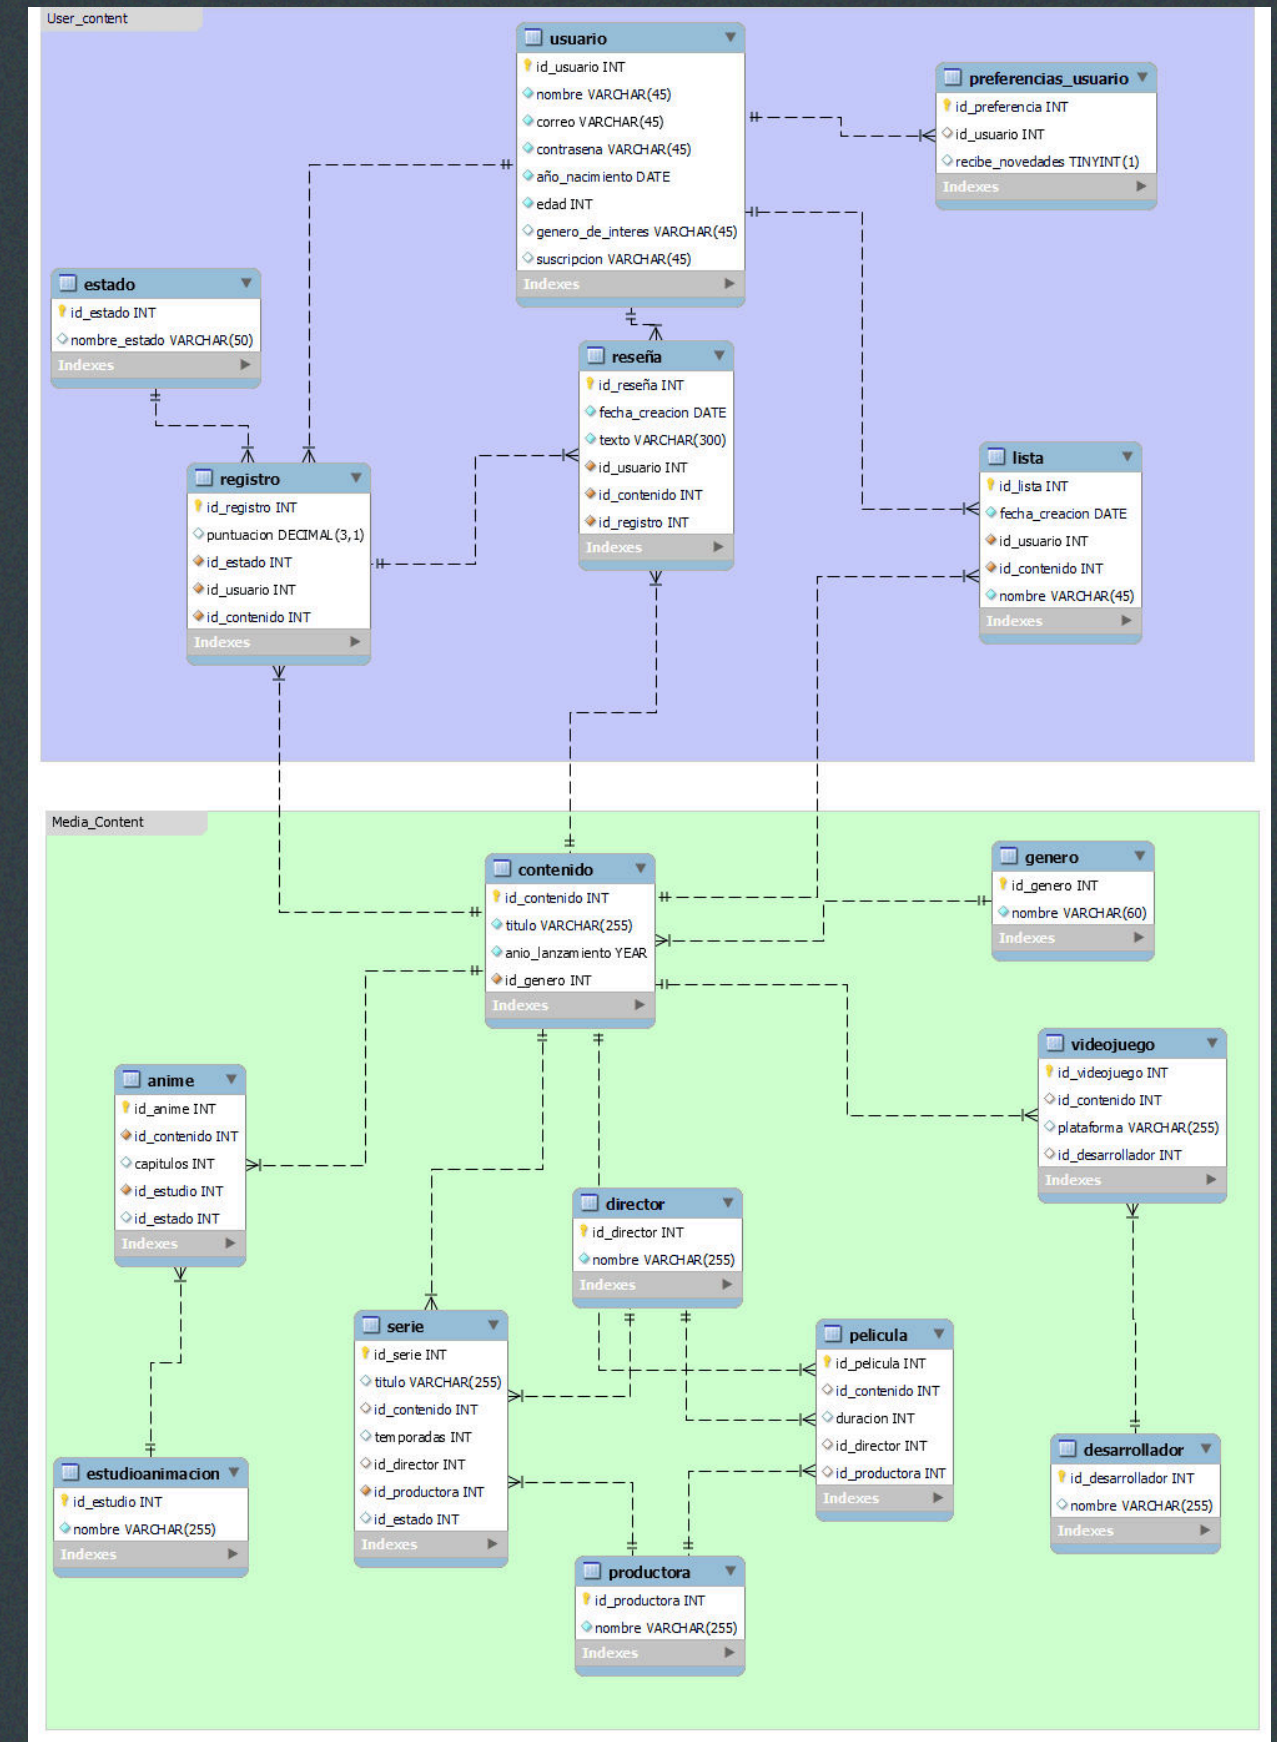 User_content
usuario
id_usuario INT
nombre VARCHAR(45)
correo VARCHAR(45)
contrasena VARCHAR(45)
año_nacimiento DATE
edad INT
genero_de_interes VARCHAR(45)
suscripcion VARCHAR(45)
Indexes
preferencias_usuario
id_preferencia INT
id_usuario INT
recibe_novedades TINYINT(1)
Indexes
estado
id_estado INT
nombre_estado VARCHAR(50)
Indexes
reseña
id_reseña INT
fecha_creacion DATE
texto VARCHAR(300)
id_usuario INT
id_contenido INT
id_registro INT
Indexes
registro
id_registro INT
puntuacion DECIMAL(3,1)
id_estado INT
id_usuario INT
id_contenido INT
Indexes
lista
id_lista INT
fecha_creacion DATE
id_usuario INT
id_contenido INT
nombre VARCHAR(45)
Indexes
Media_Content
contenido
id_contenido INT
titulo VARCHAR(255)
anio_lanzamiento YEAR
id_genero INT
Indexes
genero
id_genero INT
nombre VARCHAR(60)
Indexes
videojuego
id_videojuego INT
id_contenido INT
plataforma VARCHAR(255)
id_desarrollador INT
Indexes
anime
id_anime INT
id_contenido INT
capitulos INT
id_estudio INT
id_estado INT
Indexes
director
id_director INT
nombre VARCHAR(255)
Indexes
serie
id_serie INT
titulo VARCHAR(255)
id_contenido INT
temporadas INT
id_director INT
id_productora INT
id_estado INT
Indexes
pelicula
id_pelicula INT
id_contenido INT
duracion INT
id_director INT
id_productora INT
Indexes
estudioanimacion
id_estudio INT
nombre VARCHAR(255)
Indexes
desarrollador
id_desarrollador INT
nombre VARCHAR(255)
Indexes
productora
id_productora INT
nombre VARCHAR(255)
Indexes